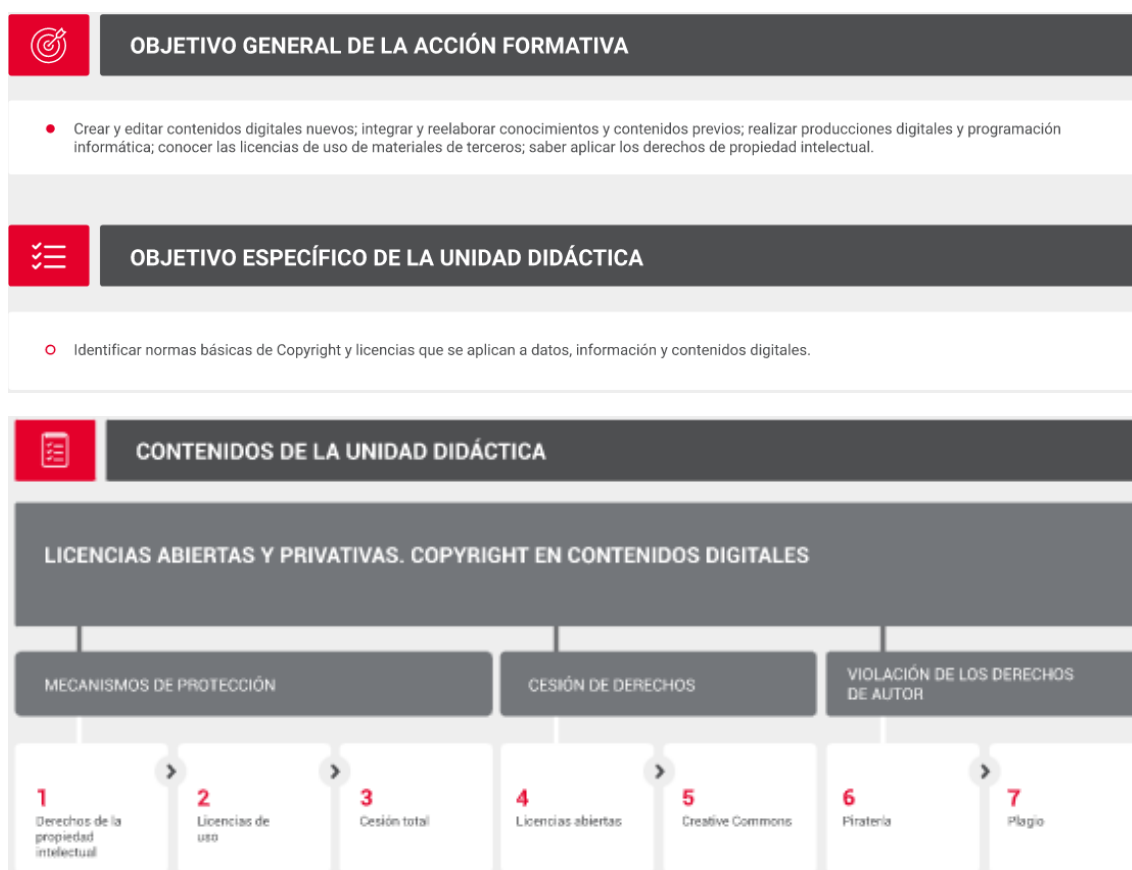 OBJETIVO GENERAL DE LA ACCIÓN FORMATIVA
Crear y editar contenidos digitales nuevos; integrar y reelaborar conocimientos y contenidos previos; realizar producciones digitales y programación
informática; conocer las licencias de uso de materiales de terceros; saber aplicar los derechos de propiedad intelectual.
OBJETIVO ESPECÍFICO DE LA UNIDAD DIDÁCTICA
Identificar normas básicas de Copyright y licencias que se aplican a datos, información y contenidos digitales.
CONTENIDOS DE LA UNIDAD DIDÁCTICA
LICENCIAS ABIERTAS Y PRIVATIVAS. COPYRIGHT EN CONTENIDOS DIGITALES
MECANISMOS DE PROTECCIÓN
CESIÓN DE DERECHOS
VIOLACIÓN DE LOS DERECHOS
DE AUTOR
1
Derechos de la
propiedad
intelectual
2
Licencias de
uso
3
Cesión total
4
Licencias abiertas
5
Creative Commons
6
Piratería
7
Plagio